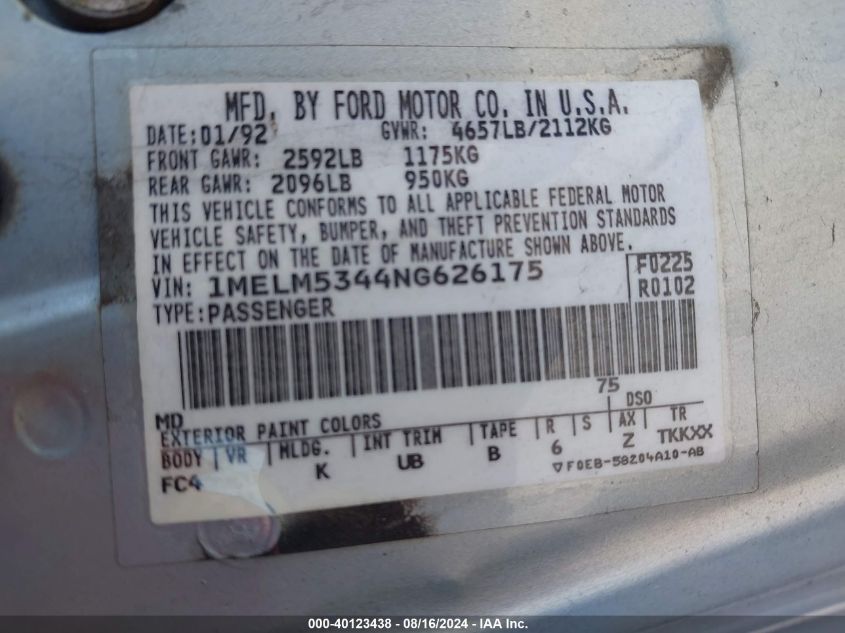 MFD. BY FORD MOTOR CO. IN U.S.A.
DATE: 01/92 GVWR: 4657LB/2112KG
FRONT GAWR: 2592LB 1175KG
REAR GAWR: 2096LB 950KG
THIS VEHICLE CONFORMS TO ALL APPLICABLE FEDERAL MOTOR
VEHICLE SAFETY, BUMPER, AND THEFT PREVENTION STANDARDS
IN EFFECT ON THE DATE OF MANUFACTURE SHOWN ABOVE.
VIN: 1MELM5344NG626175 F0225
TYPE: PASSENGER R0102
75
MD DSO
EXTERIOR PAINT COLORS
BODY VR MLDG. INT TRIM TAPE R S AX TR
FC4 K UB B 6 Z TKKXX
F0EB-58204A10-AB
000-40123438 - 08/16/2024 - IAA Inc.